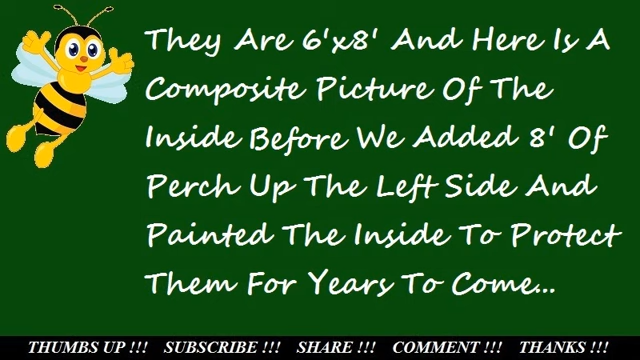 They Are 6'x8' And Here Is A
Composite Picture Of The
Inside Before We Added 8' Of
Perch Up The Left Side And
Painted The Inside To Protect
Them For Years To Come...
THUMBS UP !!! SUBSCRIBE !!! SHARE !!! COMMENT !!! THANKS !!!